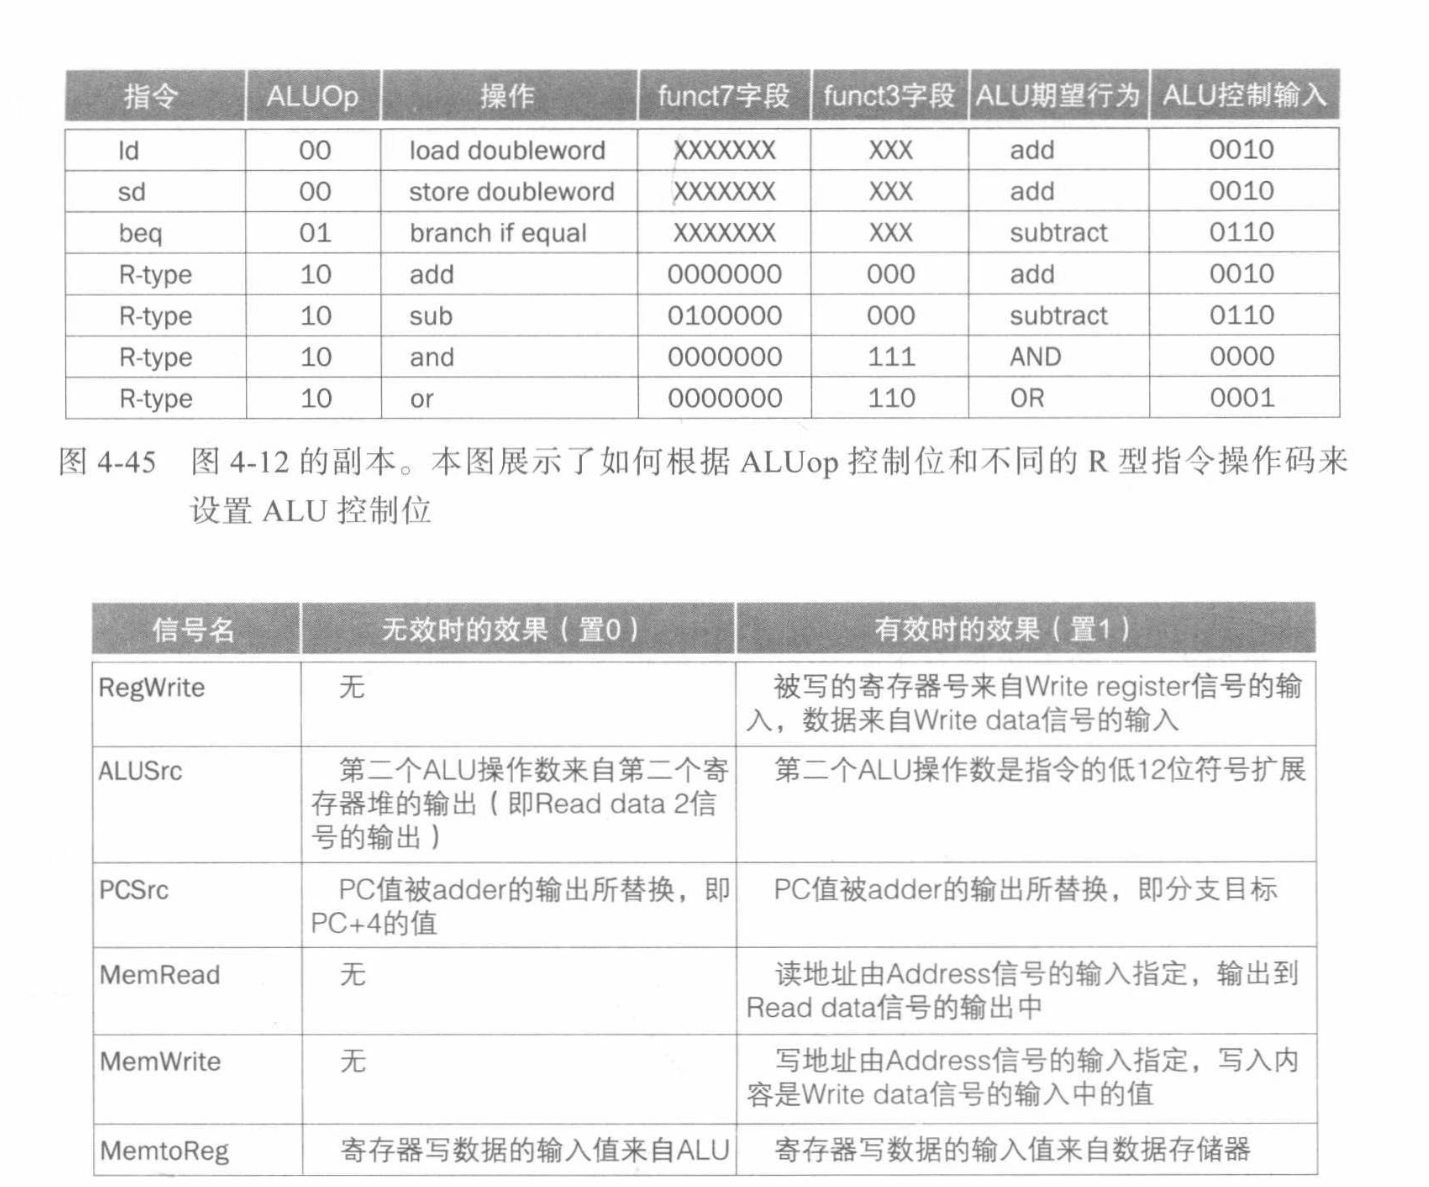 指令 ALUOp 操作 funct7字段 funct3字段 ALU期望行为 ALU控制输入
ld 00 load doubleword XXXXXXX XXX add 0010
sd 00 store doubleword XXXXXXX XXX add 0010
beq 01 branch if equal XXXXXXX XXX subtract 0110
R-type 10 add 0000000 000 add 0010
R-type 10 sub 0100000 000 subtract 0110
R-type 10 and 0000000 111 AND 0000
R-type 10 or 0000000 110 OR 0001
图 4-45 图 4-12 的副本。本图展示了如何根据 ALUop 控制位和不同的 R 型指令操作码来
设置 ALU 控制位
信号名 无效时的效果（置0） 有效时的效果（置1）
RegWrite 无 被写的寄存器号来自Write register信号的输
入，数据来自Write data信号的输入
ALUSrc 第二个ALU操作数来自第二个寄
存器堆的输出（即Read data 2信
号的输出）
第二个ALU操作数是指令的低12位符号扩展
PCSrc PC值被adder的输出所替换，即
PC+4的值
PC值被adder的输出所替换，即分支目标
MemRead 无 读地址由Address信号的输入指定，输出到
Read data信号的输出中
MemWrite 无 写地址由Address信号的输入指定，写入内
容是Write data信号的输入中的值
MemtoReg 寄存器写数据的输入值来自ALU 寄存器写数据的输入值来自数据存储器